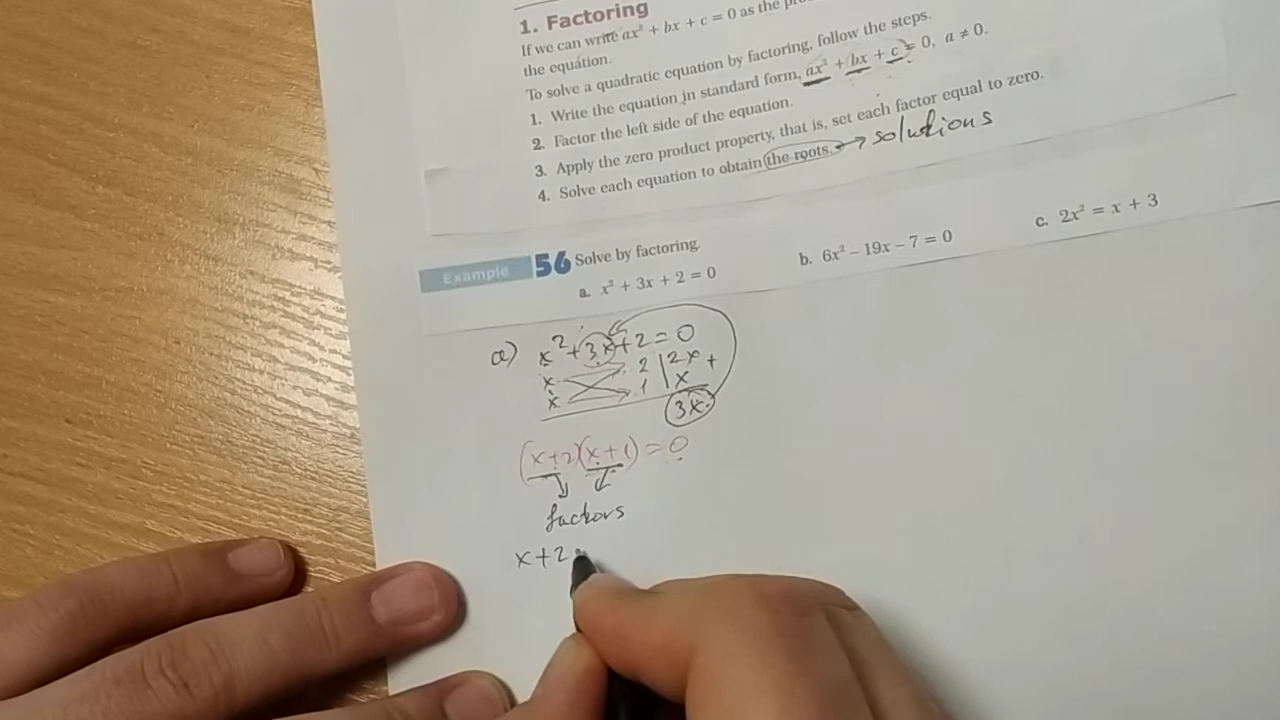 1. Factoring
If we can write ax² + bx + c = 0 as the
the equation.
To solve a quadratic equation by factoring, follow the steps.
1. Write the equation in standard form, ax² + bx + c = 0, a ≠ 0.
2. Factor the left side of the equation.
3. Apply the zero product property, that is, set each factor equal to zero.
4. Solve each equation to obtain the roots. → solutions
Example 56 Solve by factoring.
a. x² + 3x + 2 = 0 b. 6x² – 19x – 7 = 0 c. 2x² = x + 3
a) x² + 3x + 2 = 0
x 2 | 2x +
x 1 | x
3x
(x+2)(x+1) = 0
factors
x+2